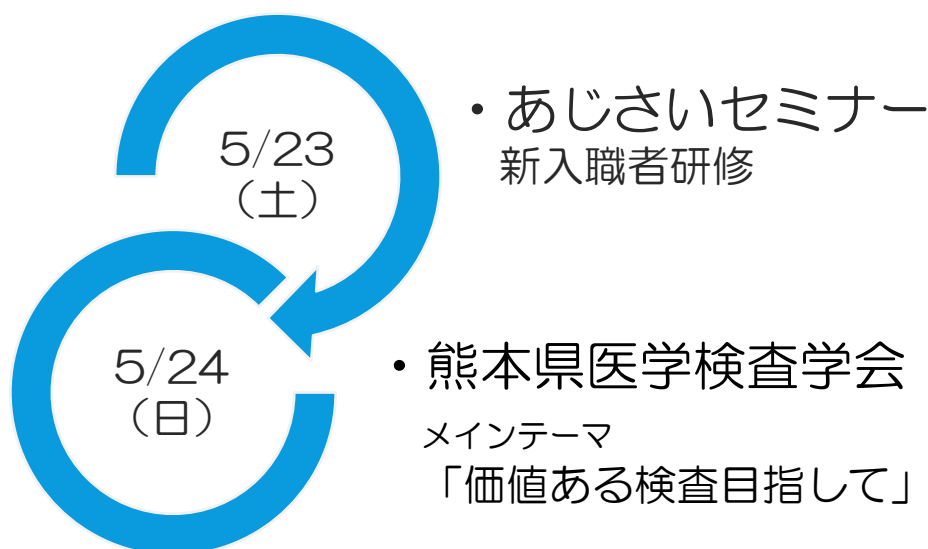 5/23
（土）
・あじさいセミナー
新入職者研修
5/24
（日）
・熊本県医学検査学会
メインテーマ
「価値ある検査目指して」